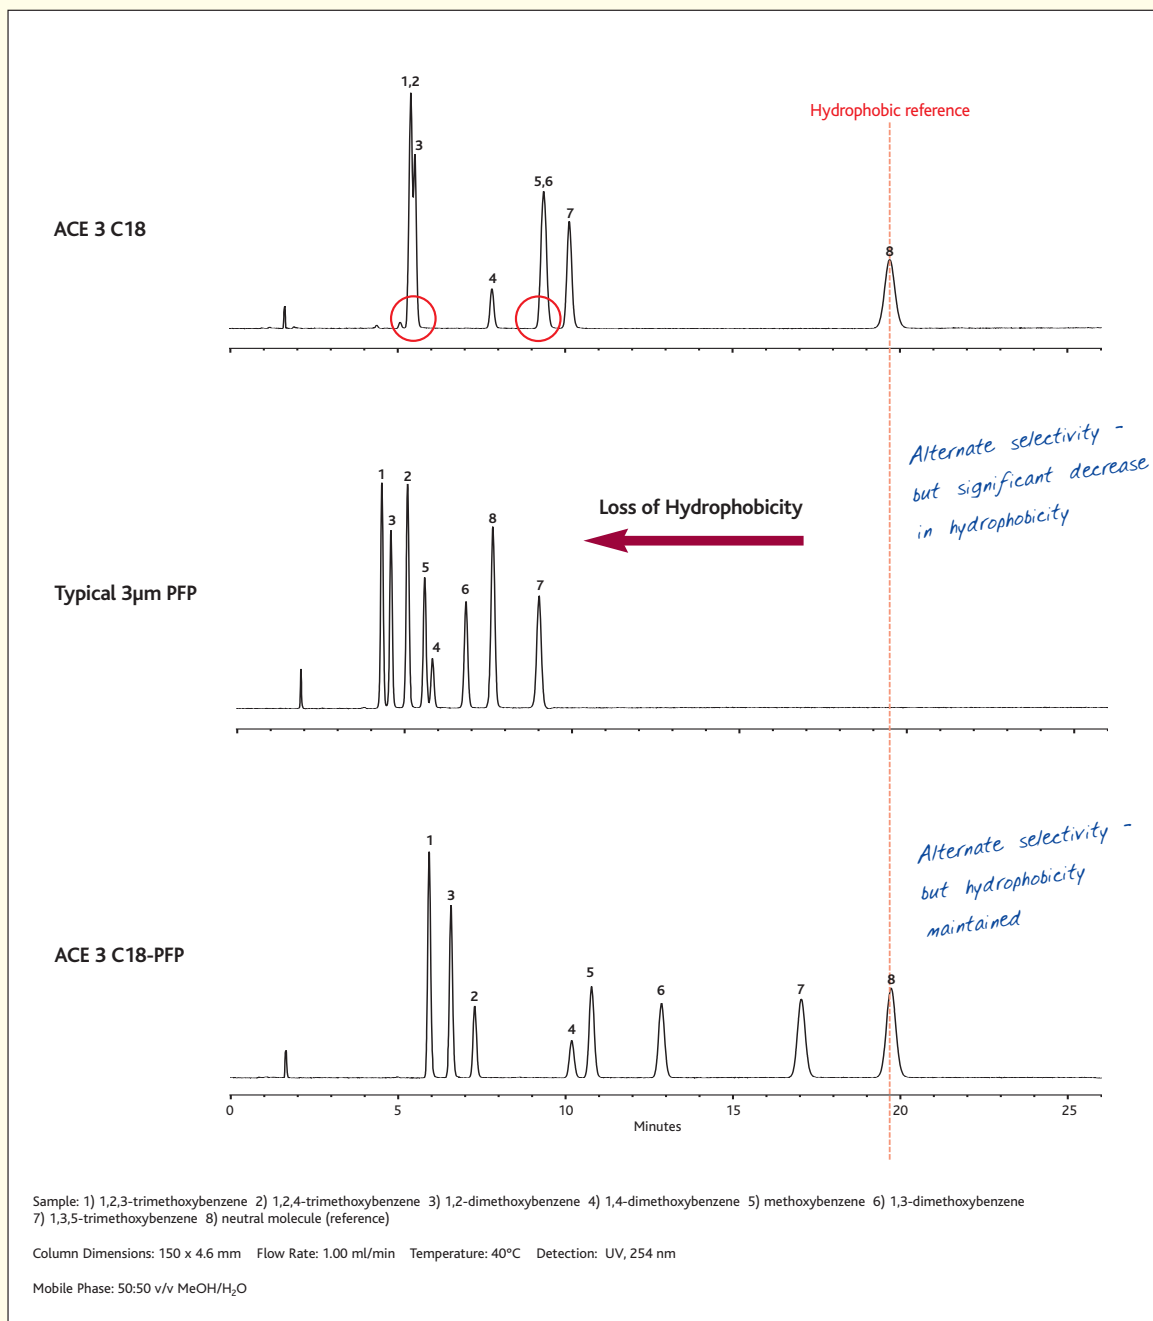 1,2
3
Hydrophobic reference
5,6
7
ACE 3 C18
8
4
Alternate selectivity -
but significant decrease
in hydrophobicity
1
2
3
Loss of Hydrophobicity
8
5
Typical 3µm PFP
6
7
4
Alternate selectivity -
but hydrophobicity
maintained
1
3
ACE 3 C18-PFP
2
4
5
6
7
8
0 5 10 15 20 25
Minutes
Sample: 1) 1,2,3-trimethoxybenzene 2) 1,2,4-trimethoxybenzene 3) 1,2-dimethoxybenzene 4) 1,4-dimethoxybenzene 5) methoxybenzene 6) 1,3-dimethoxybenzene
7) 1,3,5-trimethoxybenzene 8) neutral molecule (reference)
Column Dimensions: 150 x 4.6 mm Flow Rate: 1.00 ml/min Temperature: 40°C Detection: UV, 254 nm
Mobile Phase: 50:50 v/v MeOH/H₂O